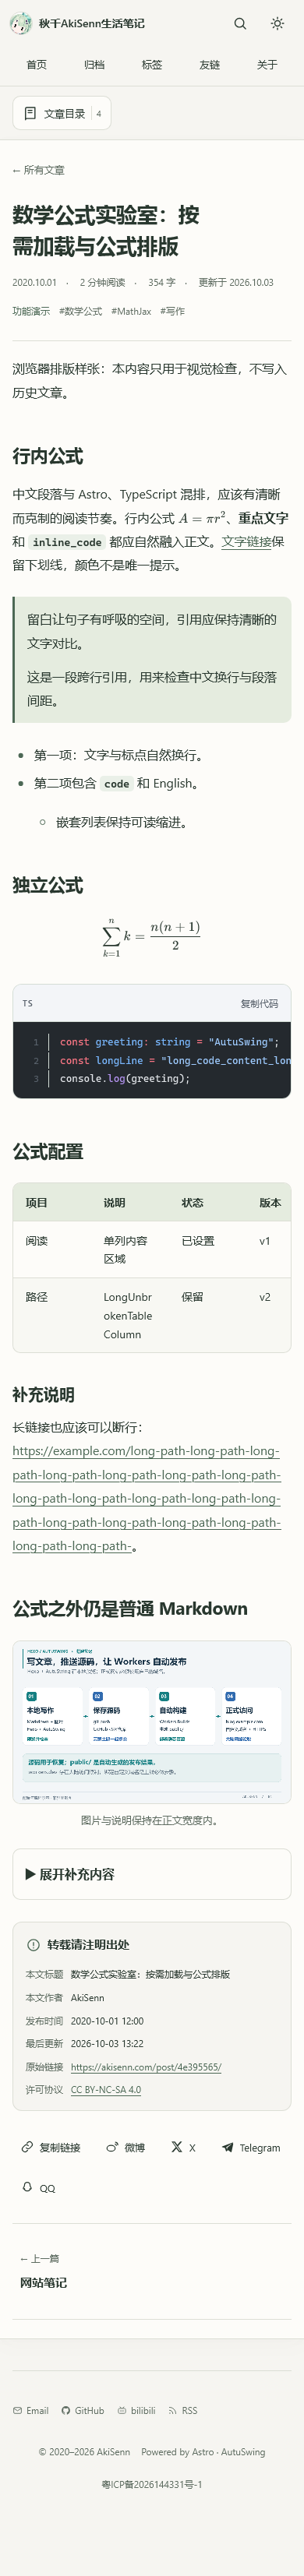 秋千AkiSenn生活笔记
首页 归档 标签 友链 关于
文章目录 4
← 所有文章
数学公式实验室：按
需加载与公式排版
2020.10.01 · 2 分钟阅读 · 354 字 · 更新于 2026.10.03
功能演示 #数学公式 #MathJax #写作
浏览器排版样张：本内容只用于视觉检查，不写入
历史文章。
行内公式
中文段落与 Astro、TypeScript 混排，应该有清晰
而克制的阅读节奏。行内公式 A = πr²、重点文字
和 inline_code 都应自然融入正文。文字链接保
留下划线，颜色不是唯一提示。
留白让句子有呼吸的空间，引用应保持清晰的
文字对比。
这是一段跨行引用，用来检查中文换行与段落
间距。
第一项：文字与标点自然换行。
第二项包含 code 和 English。
嵌套列表保持可读缩进。
独立公式
∑_{k=1}^{n} k = n(n + 1)/2
TS 复制代码
1 const greeting: string = "AutuSwing";
2 const longLine = "long_code_content_lon
3 console.log(greeting);
公式配置
项目 说明 状态 版本
阅读 单列内容 已设置 v1
区域
路径 LongUnbr 保留 v2
okenTable
Column
补充说明
长链接也应该可以断行：
https://example.com/long-path-long-path-long-
path-long-path-long-path-long-path-long-path-
long-path-long-path-long-path-long-path-long-
path-long-path-long-path-long-path-long-path-
long-path-long-path-。
公式之外仍是普通 Markdown
写文章，推送源码，让 Workers 自动发布
01 02 03 04
本地写作 保存源码 自动构建 正式访问
源码用于恢复；public/ 是自动生成的发布结果。
图片与说明保持在正文宽度内。
▶ 展开补充内容
转载请注明出处
本文标题 数学公式实验室：按需加载与公式排版
本文作者 AkiSenn
发布时间 2020-10-01 12:00
最后更新 2026-10-03 13:22
原始链接 https://akisenn.com/post/4e395565/
许可协议 CC BY-NC-SA 4.0
复制链接 微博 X Telegram
QQ
← 上一篇
网站笔记
Email GitHub bilibili RSS
© 2020–2026 AkiSenn Powered by Astro · AutuSwing
粤ICP备2026144331号-1